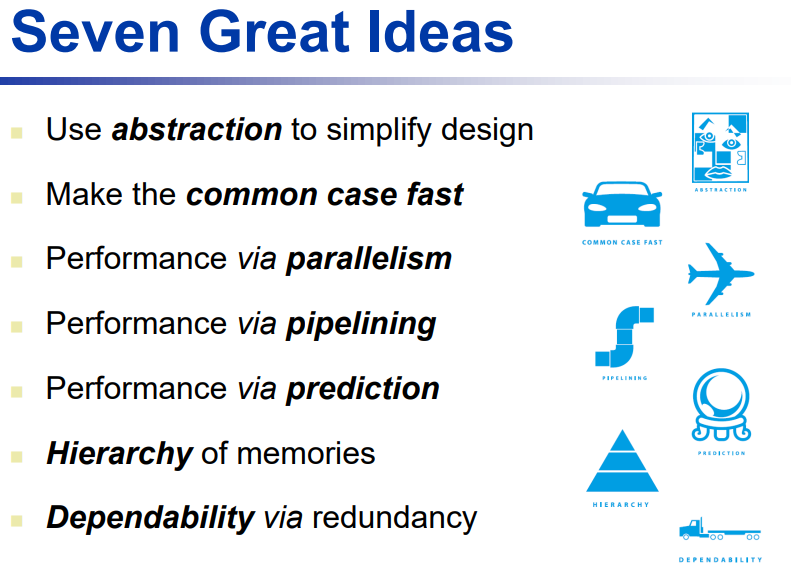 Seven Great Ideas
Use abstraction to simplify design
Make the common case fast
Performance via parallelism
Performance via pipelining
Performance via prediction
Hierarchy of memories
Dependability via redundancy
ABSTRACTION
COMMON CASE FAST
PARALLELISM
PIPELINING
PREDICTION
HIERARCHY
DEPENDABILITY